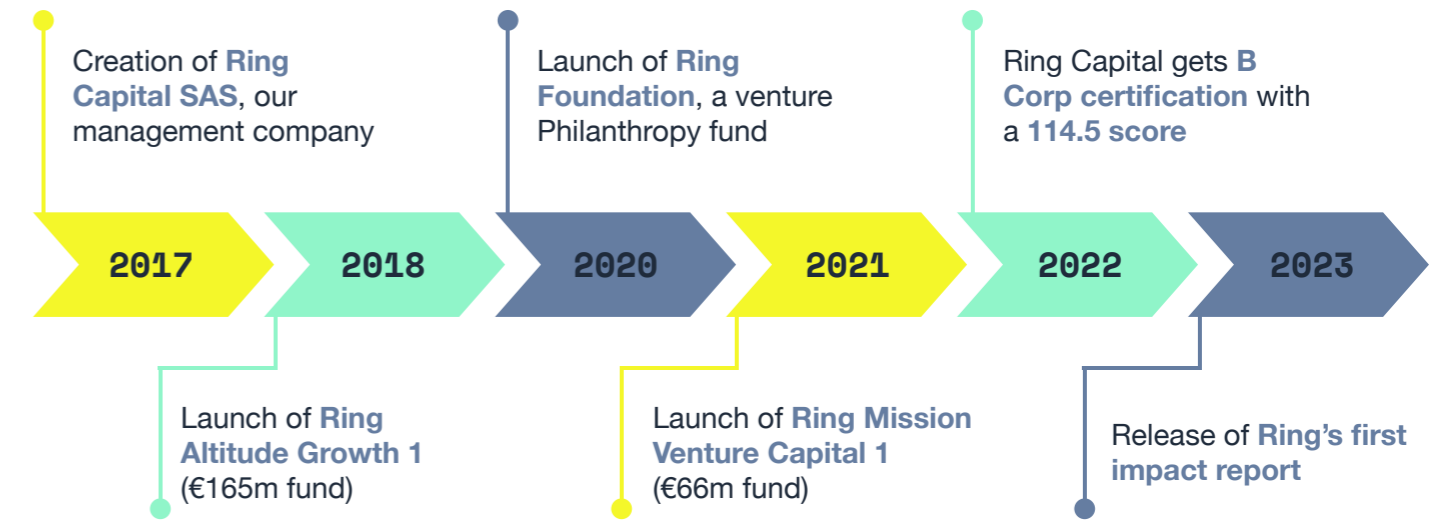 Creation of Ring
Capital SAS, our
management company
Launch of Ring
Foundation, a venture
Philanthropy fund
Ring Capital gets B
Corp certification with
a 114.5 score
2017
2018
2020
2021
2022
2023
Launch of Ring
Altitude Growth 1
(€165m fund)
Launch of Ring Mission
Venture Capital 1
(€66m fund)
Release of Ring’s first
impact report